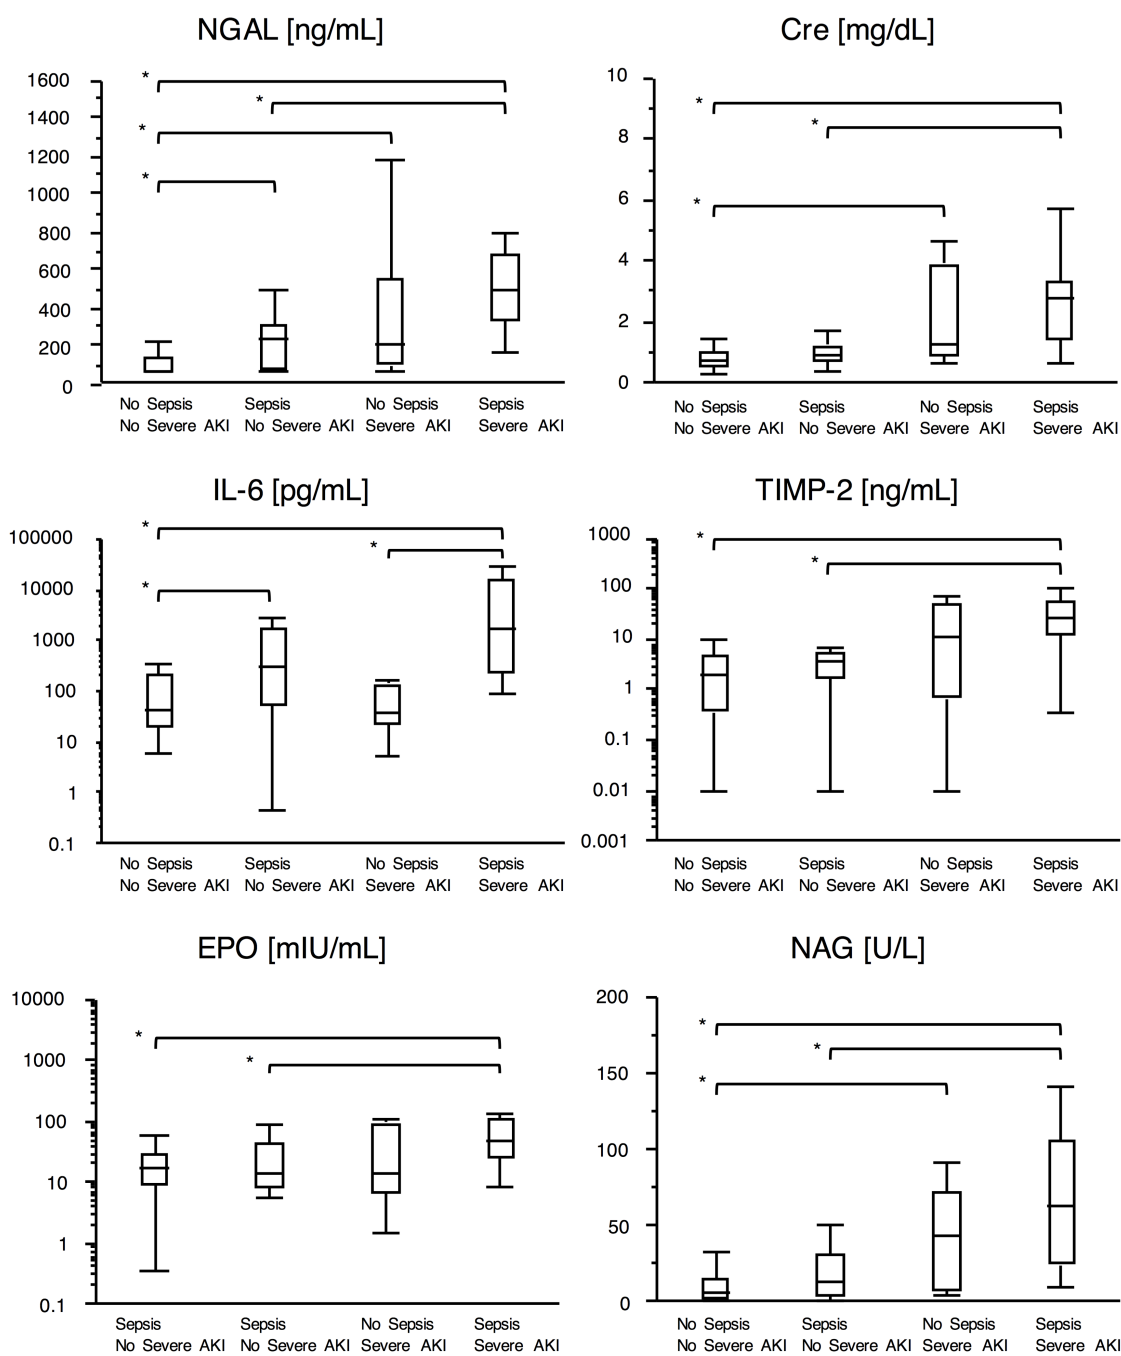 NGAL [ng/mL]
*
*
*
*
1600
1400
1200
1000
800
600
400
200
0
No Sepsis
No Severe AKI
Sepsis
No Severe AKI
No Sepsis
Severe AKI
Sepsis
Severe AKI
Cre [mg/dL]
*
*
*
10
8
6
4
2
0
No Sepsis
No Severe AKI
Sepsis
No Severe AKI
No Sepsis
Severe AKI
Sepsis
Severe AKI
IL-6 [pg/mL]
*
*
*
100000
10000
1000
100
10
1
0.1
No Sepsis
No Severe AKI
Sepsis
No Severe AKI
No Sepsis
Severe AKI
Sepsis
Severe AKI
TIMP-2 [ng/mL]
*
*
1000
100
10
1
0.1
0.01
0.001
No Sepsis
No Severe AKI
Sepsis
No Severe AKI
No Sepsis
Severe AKI
Sepsis
Severe AKI
EPO [mIU/mL]
*
*
10000
1000
100
10
1
0.1
Sepsis
No Severe AKI
Sepsis
No Severe AKI
No Sepsis
Severe AKI
Sepsis
Severe AKI
NAG [U/L]
*
*
*
200
150
100
50
0
No Sepsis
No Severe AKI
Sepsis
No Severe AKI
No Sepsis
Severe AKI
Sepsis
Severe AKI